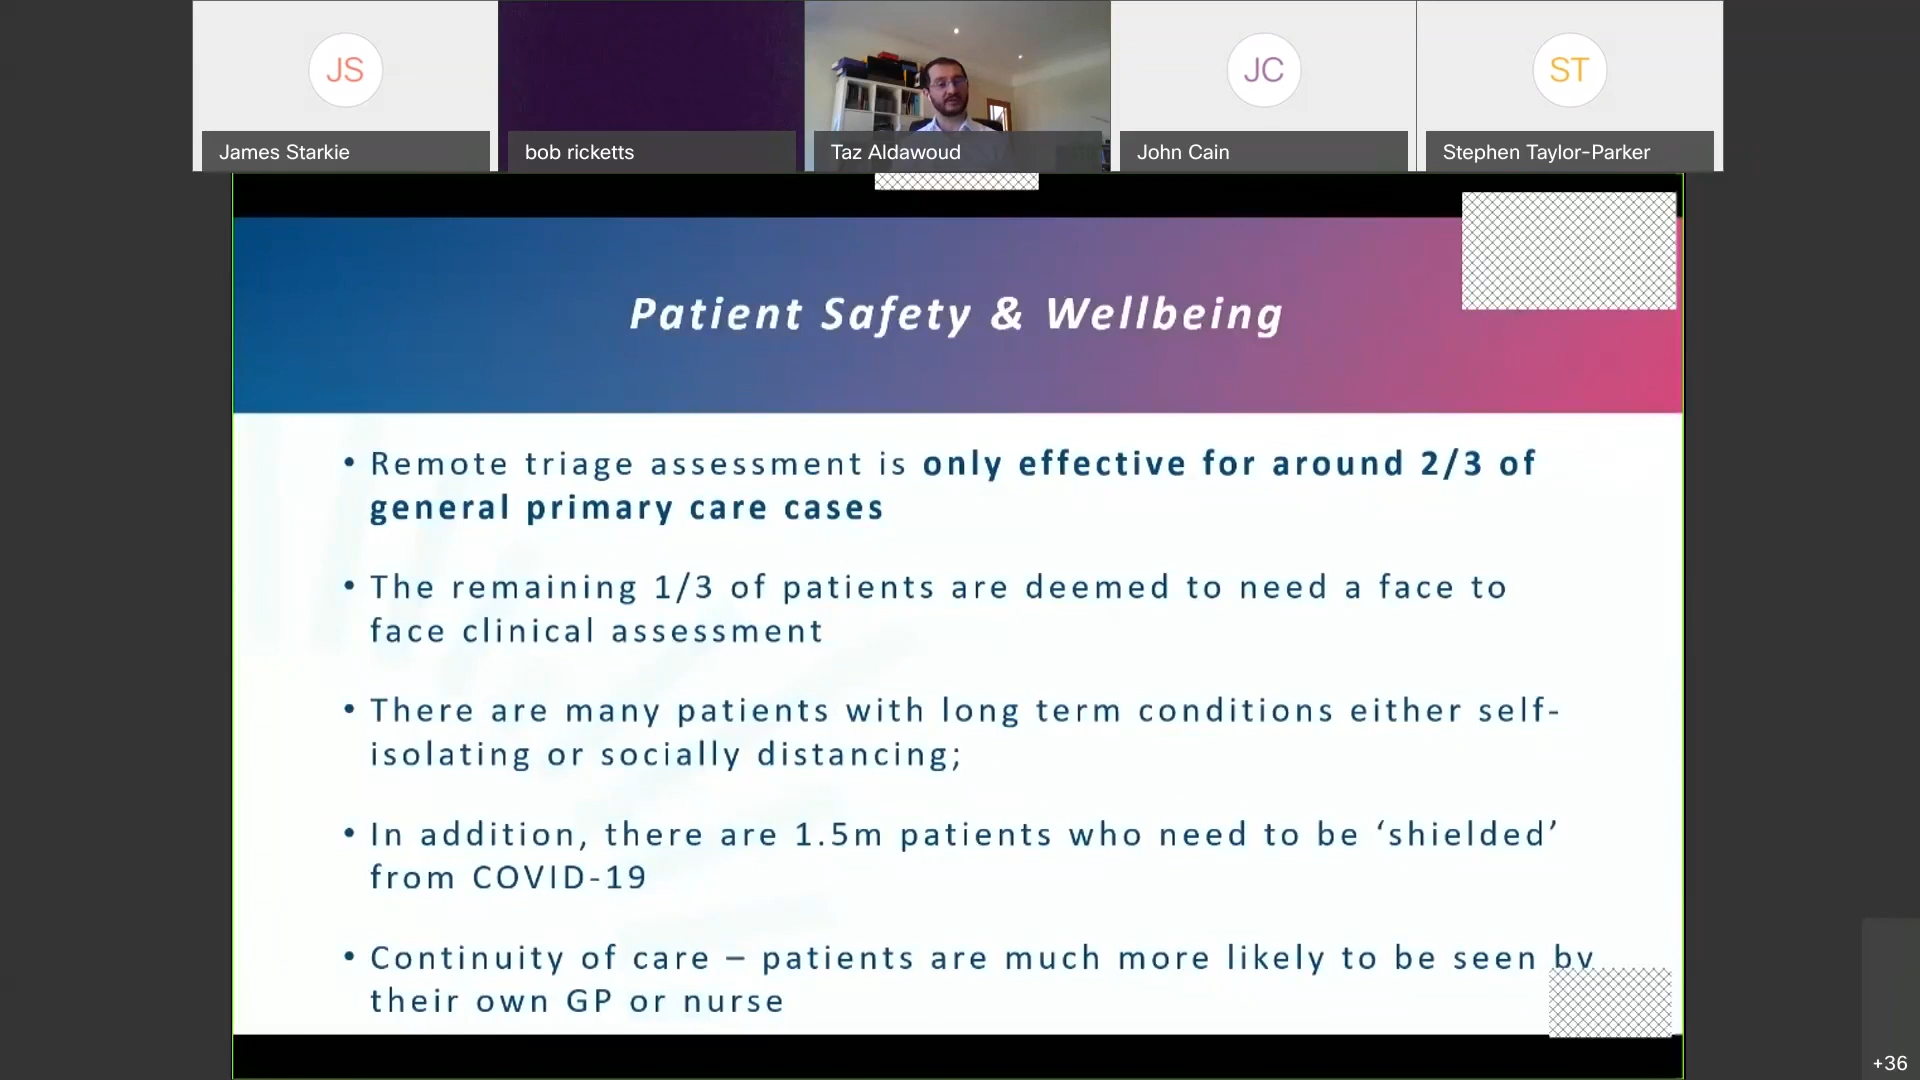 JS
JC
ST
James Starkie
bob ricketts
Taz Aldawoud
John Cain
Stephen Taylor-Parker
Patient Safety & Wellbeing
• Remote triage assessment is only effective for around 2/3 of
general primary care cases
• The remaining 1/3 of patients are deemed to need a face to
face clinical assessment
• There are many patients with long term conditions either self-
isolating or socially distancing;
• In addition, there are 1.5m patients who need to be ‘shielded’
from COVID-19
• Continuity of care – patients are much more likely to be seen by
their own GP or nurse
+36